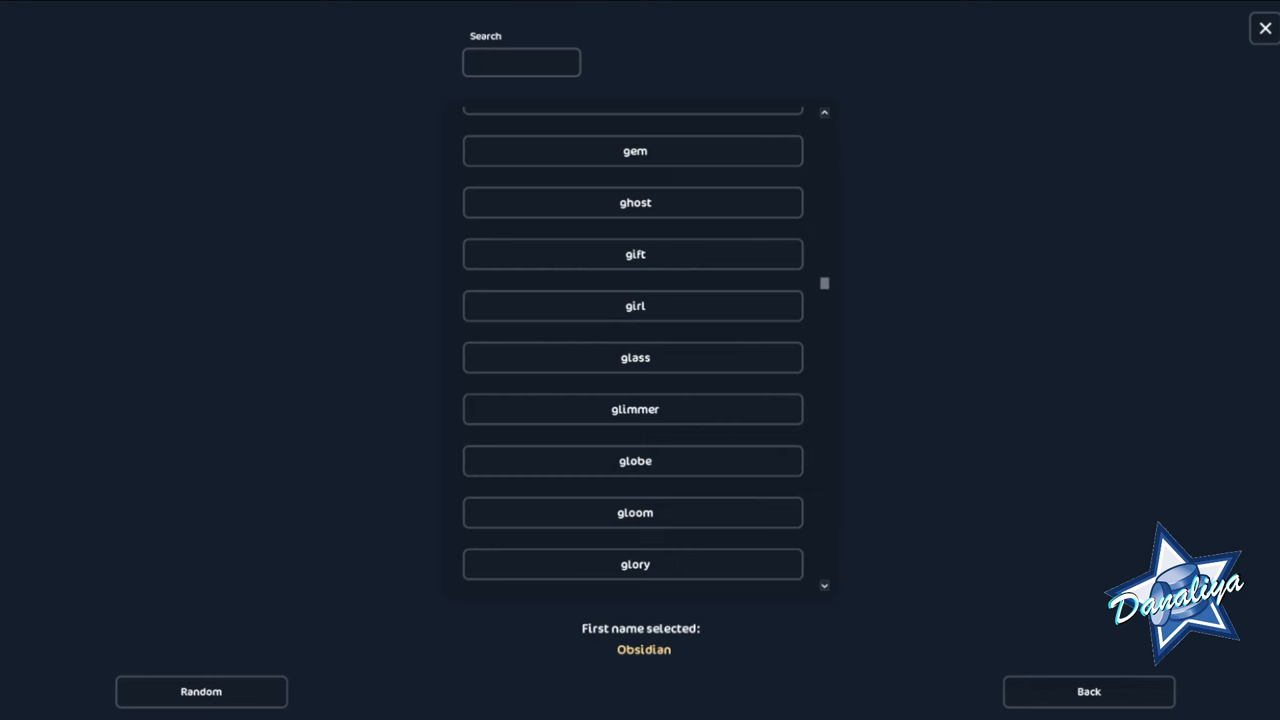 Search
gem
ghost
gift
girl
glass
glimmer
globe
gloom
glory
Danaliya
First name selected:
Obsidian
Random
Back